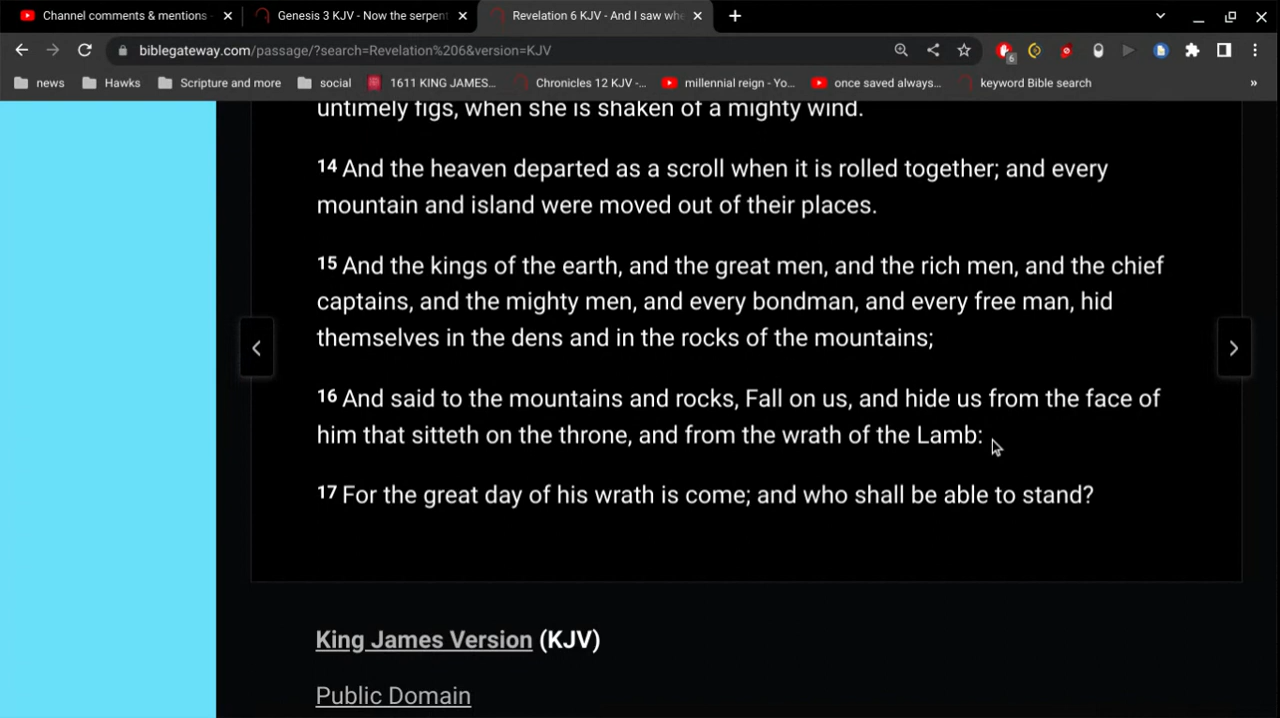 Channel comments & mentions
Genesis 3 KJV - Now the serpent
Revelation 6 KJV - And I saw whe
biblegateway.com/passage/?search=Revelation%206&version=KJV
6
news
Hawks
Scripture and more
social
1611 KING JAMES...
Chronicles 12 KJV -...
millennial reign - Yo...
once saved always...
keyword Bible search
»
untimely figs, when she is shaken of a mighty wind.
14 And the heaven departed as a scroll when it is rolled together; and every
mountain and island were moved out of their places.
15 And the kings of the earth, and the great men, and the rich men, and the chief
captains, and the mighty men, and every bondman, and every free man, hid
themselves in the dens and in the rocks of the mountains;
16 And said to the mountains and rocks, Fall on us, and hide us from the face of
him that sitteth on the throne, and from the wrath of the Lamb:
17 For the great day of his wrath is come; and who shall be able to stand?
King James Version (KJV)
Public Domain